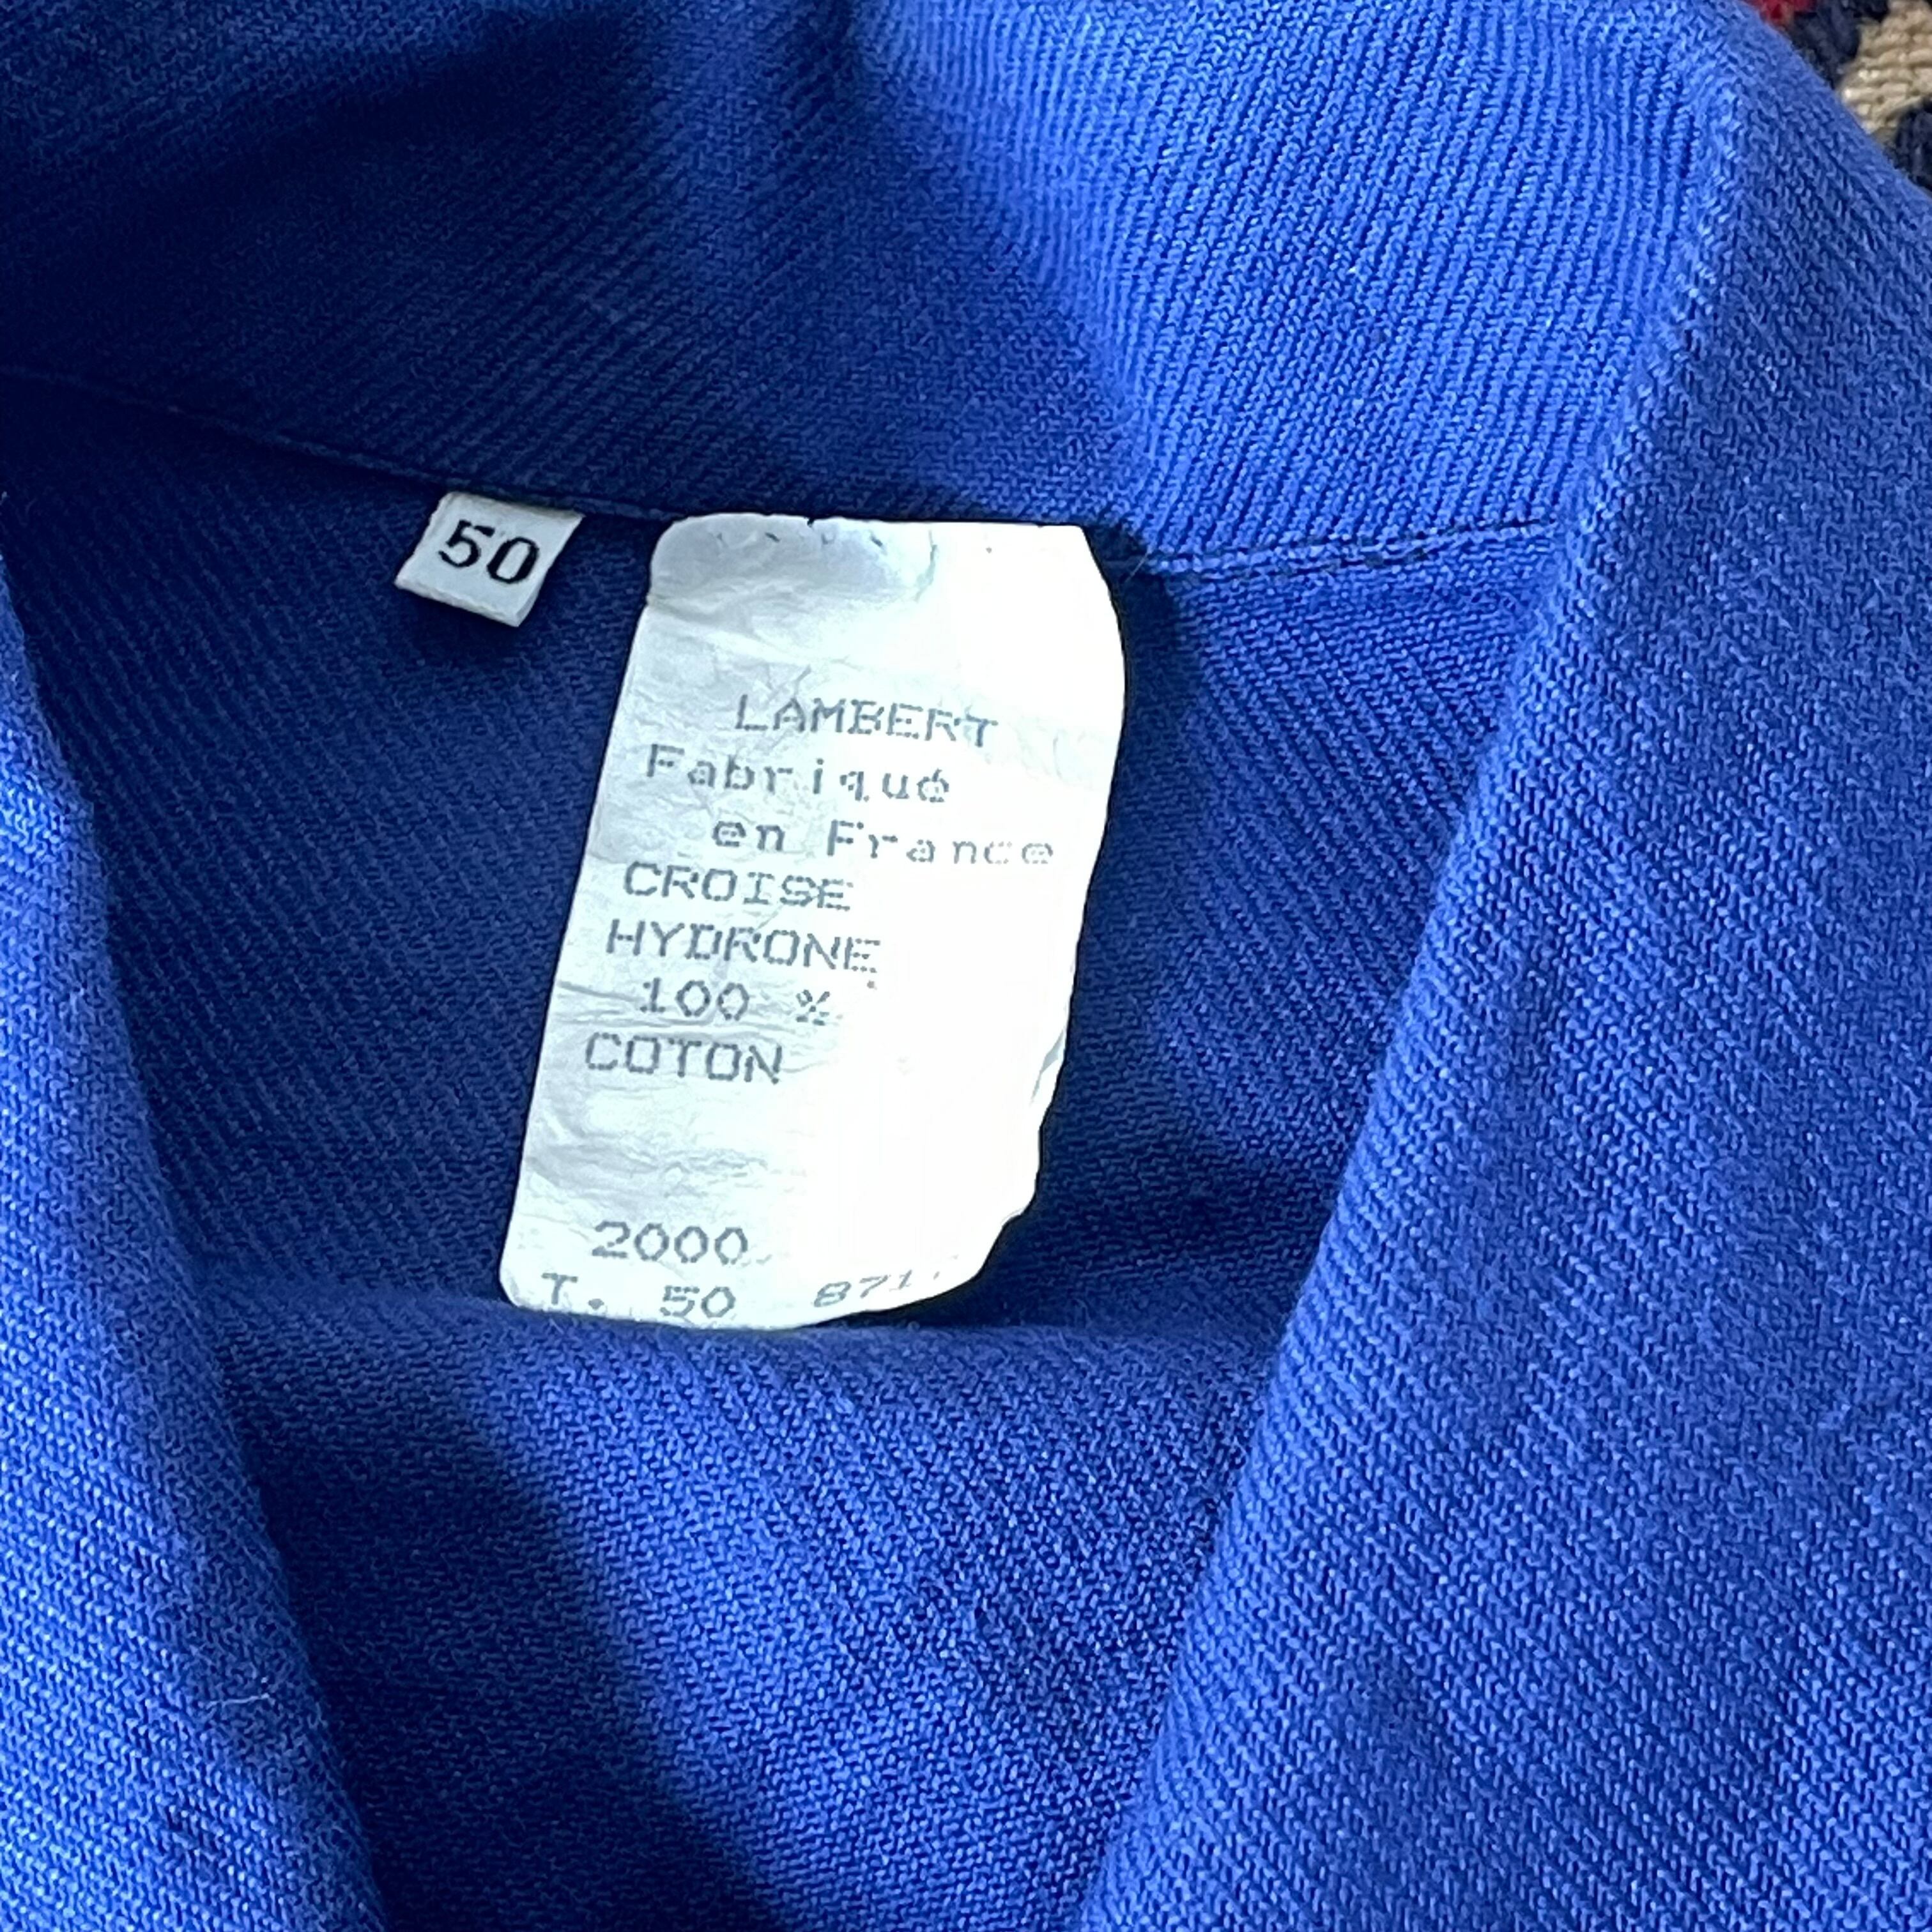 50
LAMBERT
Fabriqué
en France
CROISE
HYDRONE
100 %
COTON
2000
T. 50